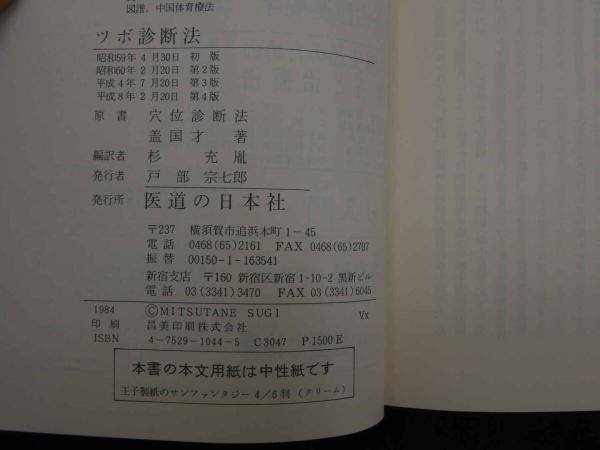 図譜．中国体育療法
ツボ診断法
昭和59年 4 月30日 初 版
昭和60年 2 月20日 第2版
平成4年 7 月20日 第3版
平成8年 2 月20日 第4版
原 書 穴位診断法
盖国才 著
編訳者 杉 充胤
発行者 戸部宗七郎
発行所 医道の日本社
〒237 横須賀市追浜本町1－45
電話 0468(65)2161 FAX 0468(65)2707
振替 00150-1-163541
新宿支店 〒160 新宿区新宿1-10-2 黒新ビル
電話 03(3341)3470 FAX 03(3341)6045
1984 ©MITSUTANE SUGI Vx
印刷 昌美印刷株式会社
ISBN 4-7529-1044-5 C3047 P1500E
本書の本文用紙は中性紙です
王子製紙のサンファンタジー4/6判（クリーム）